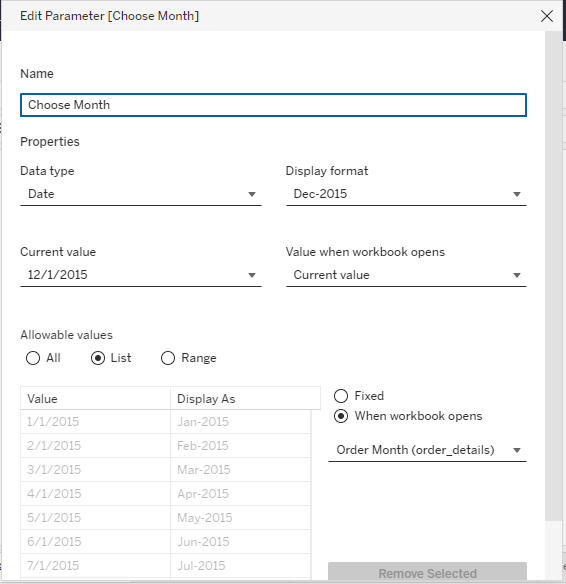 Edit Parameter [Choose Month]
Name
Choose Month
Properties
Data type Display format
Date Dec-2015
Current value Value when workbook opens
12/1/2015 Current value
Allowable values
All List Range
Value Display As
1/1/2015 Jan-2015
2/1/2015 Feb-2015
3/1/2015 Mar-2015
4/1/2015 Apr-2015
5/1/2015 May-2015
6/1/2015 Jun-2015
7/1/2015 Jul-2015
Fixed
When workbook opens
Order Month (order_details)
Remove Selected